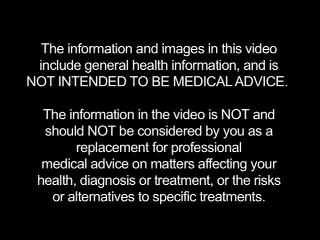 The information and images in this video
include general health information, and is
NOT INTENDED TO BE MEDICAL ADVICE.
The information in the video is NOT and
should NOT be considered by you as a
replacement for professional
medical advice on matters affecting your
health, diagnosis or treatment, or the risks
or alternatives to specific treatments.